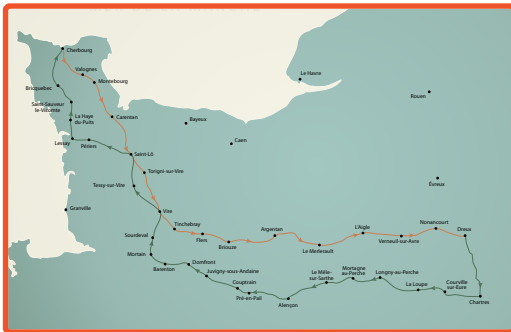 Cherbourg
Valognes
Montebourg
Bricquebec
Saint-Sauveur
le-Vicomte
Carentan
La Haye
du-Puits
Lessay
Périers
Bayeux
Caen
Le Havre
Rouen
Évreux
Saint-Lô
Torigni-sur-Vire
Tessy-sur-Vire
Granville
Vire
Tinchebray
Flers
Briouze
Argentan
Le Merlerault
L'Aigle
Verneuil-sur-Avre
Nonancourt
Dreux
Sourdeval
Mortain
Barenton
Domfront
Juvigny-sous-Andaine
Couptrain
Pré-en-Pail
Alençon
Le Mêle-
sur-Sarthe
Mortagne
au-Perche
Longny-au-Perche
La Loupe
Courville
sur-Eure
Chartres